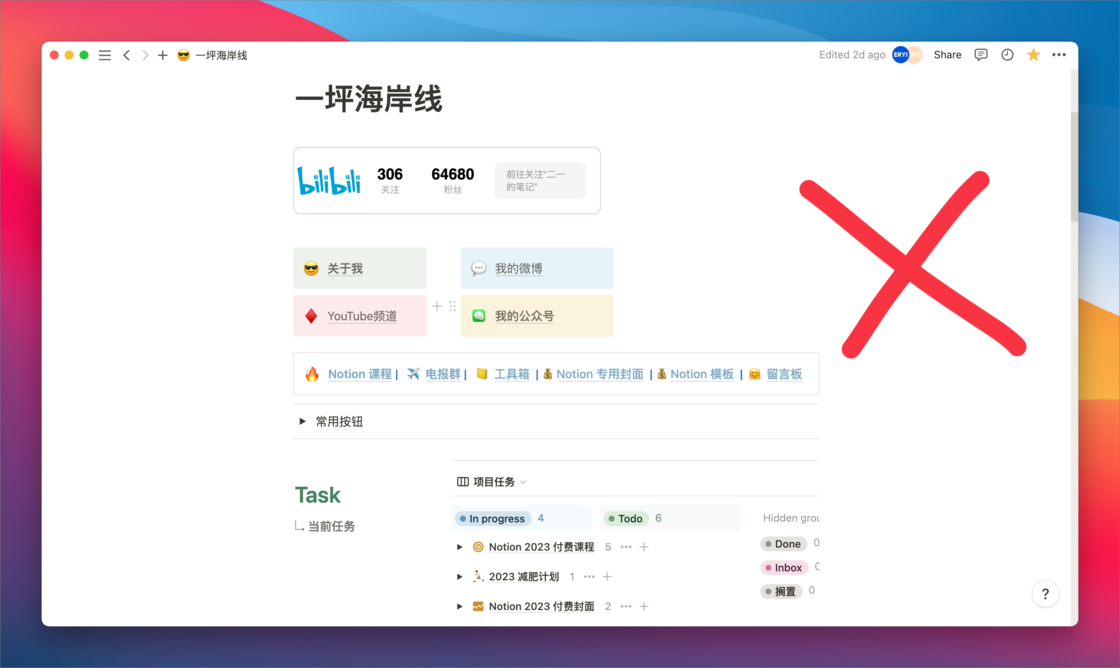 😎 一坪海岸线
Edited 2d ago ERYI Share
一坪海岸线
bilibili
306 64680
关注 粉丝
前往关注"二一
的笔记"
关于我 我的微博
YouTube频道 我的公众号
Notion 课程 | 电报群 | 工具箱 | Notion 专用封面 | Notion 模板 | 留言板
常用按钮
Task
当前任务
项目任务
In progress 4 Todo 6 Hidden grou
Notion 2023 付费课程 5
Done 0
2023 减肥计划 1
Inbox 0
Notion 2023 付费封面 2
搁置 0
?